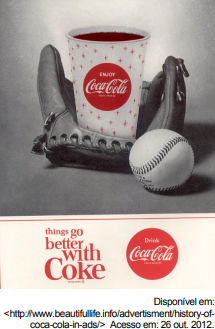 ENJOY
Coca-Cola
things go
better
with
Coke
Drink
Coca-Cola
Disponível em:
<http://www.beautifullife.info/advertisment/history-of-
coca-cola-in-ads/> Acesso em: 26 out. 2012.